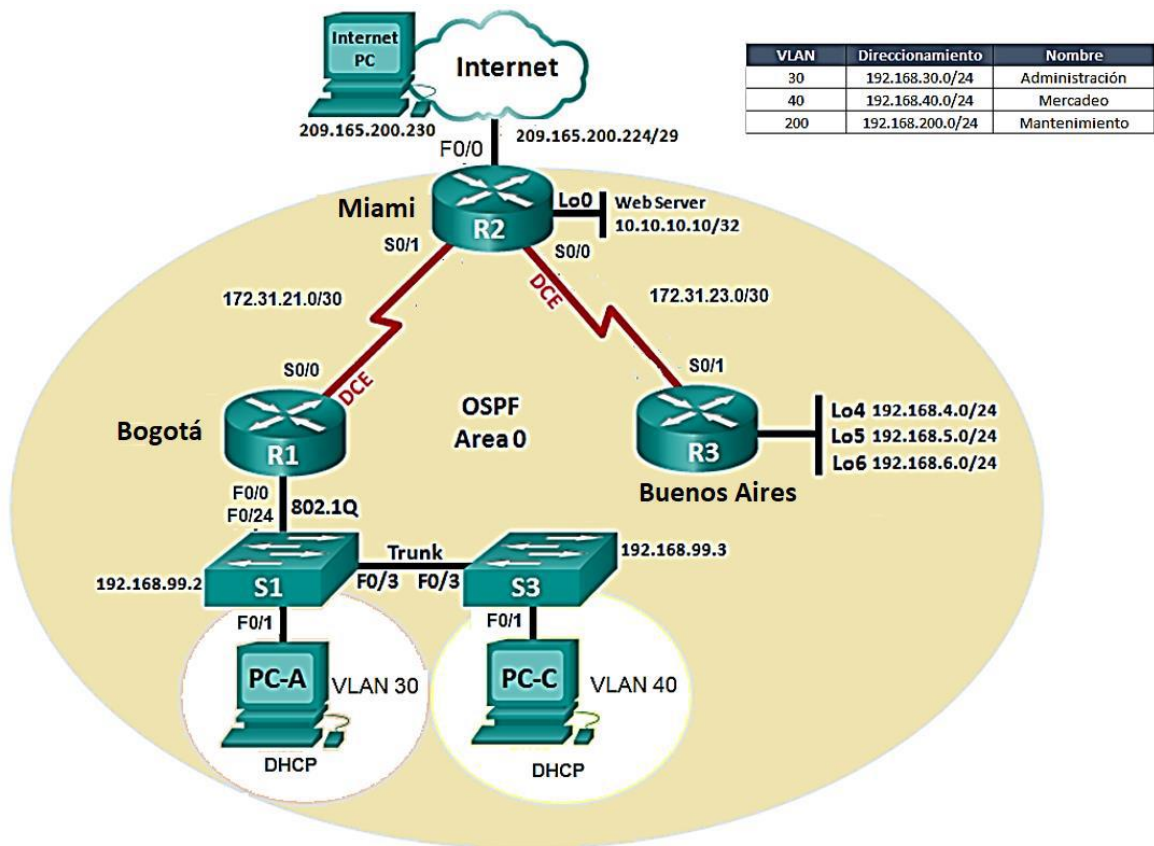 Internet
PC
Internet
209.165.200.230
209.165.200.224/29
F0/0
VLAN Direccionamiento Nombre
30 192.168.30.0/24 Administración
40 192.168.40.0/24 Mercadeo
200 192.168.200.0/24 Mantenimiento
Miami
R2
Lo0
Web Server
10.10.10.10/32
S0/1
S0/0
DCE
172.31.21.0/30
172.31.23.0/30
S0/0
DCE
S0/1
Bogotá
R1
OSPF
Area 0
R3
Buenos Aires
Lo4 192.168.4.0/24
Lo5 192.168.5.0/24
Lo6 192.168.6.0/24
F0/0
F0/24
802.1Q
192.168.99.2
S1
Trunk
F0/3 F0/3
S3
192.168.99.3
F0/1
F0/1
PC-A
VLAN 30
DHCP
PC-C
VLAN 40
DHCP